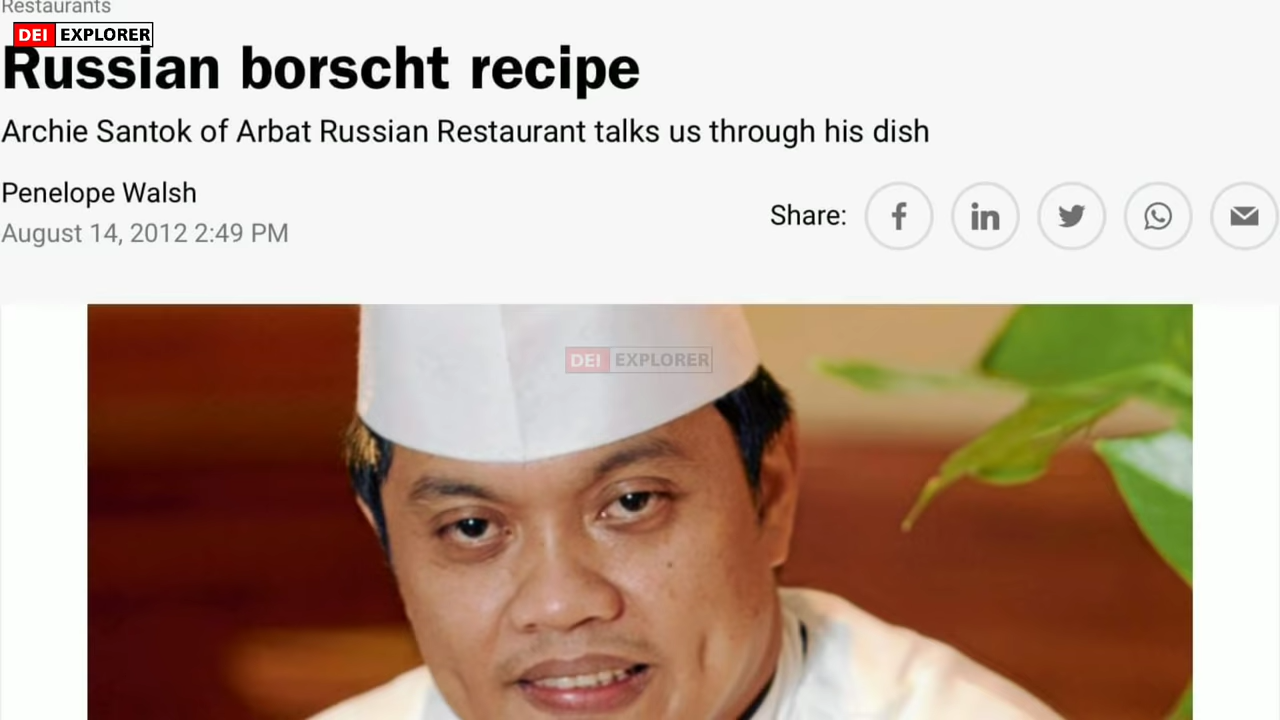 Restaurants
DEI EXPLORER
Russian borscht recipe
Archie Santok of Arbat Russian Restaurant talks us through his dish
Penelope Walsh
August 14, 2012 2:49 PM
Share:
DEI EXPLORER